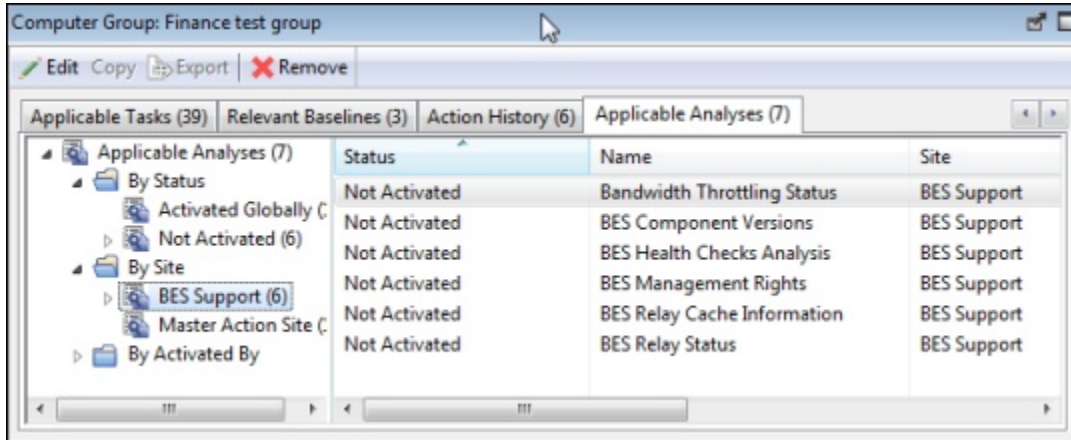 Computer Group: Finance test group
Edit Copy Export Remove
Applicable Tasks (39) Relevant Baselines (3) Action History (6) Applicable Analyses (7)
Applicable Analyses (7)
By Status
Activated Globally (
Not Activated (6)
By Site
BES Support (6)
Master Action Site (
By Activated By
Status Name Site
Not Activated Bandwidth Throttling Status BES Support
Not Activated BES Component Versions BES Support
Not Activated BES Health Checks Analysis BES Support
Not Activated BES Management Rights BES Support
Not Activated BES Relay Cache Information BES Support
Not Activated BES Relay Status BES Support